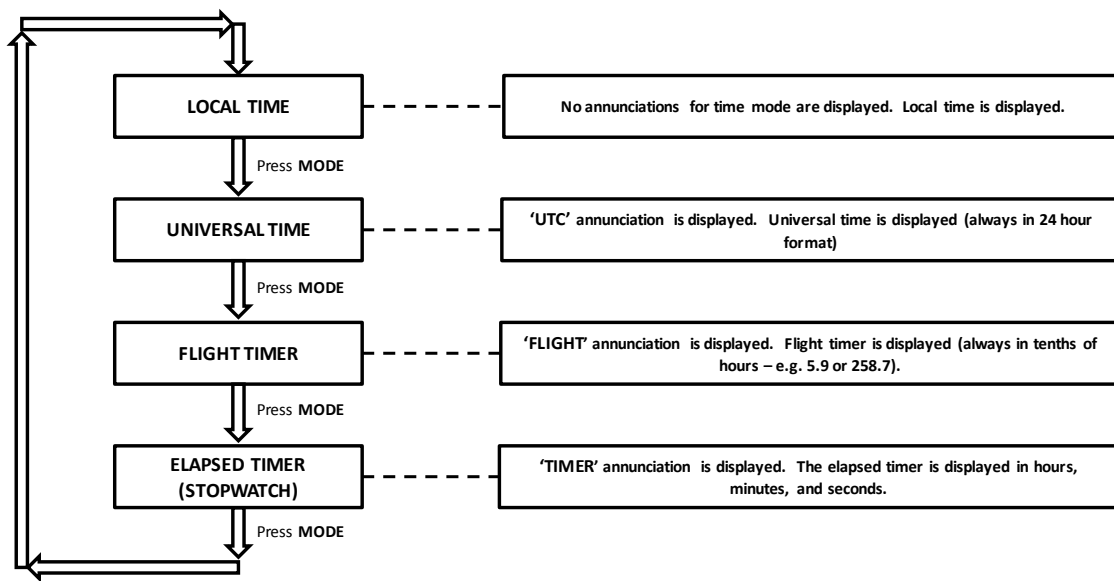 LOCAL TIME
No annunciations for time mode are displayed. Local time is displayed.
Press MODE
UNIVERSAL TIME
‘UTC’ annunciation is displayed. Universal time is displayed (always in 24 hour
format)
Press MODE
FLIGHT TIMER
‘FLIGHT’ annunciation is displayed. Flight timer is displayed (always in tenths of
hours – e.g. 5.9 or 258.7).
Press MODE
ELAPSED TIMER
(STOPWATCH)
‘TIMER’ annunciation is displayed. The elapsed timer is displayed in hours,
minutes, and seconds.
Press MODE